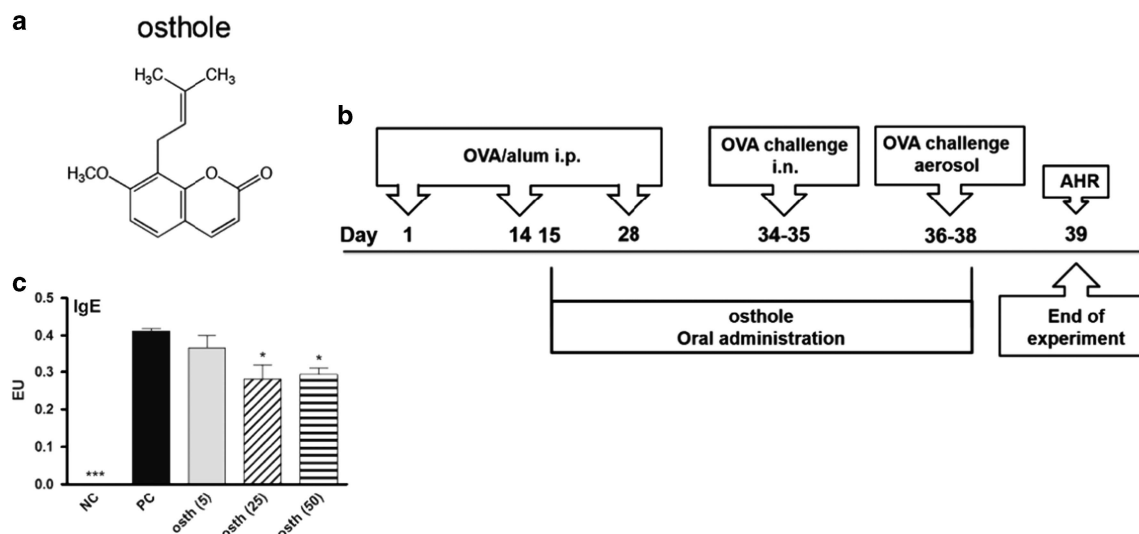 a
osthole
H₃C CH₃
H₃CO O O
b
OVA/alum i.p.
OVA challenge
i.n.
OVA challenge
aerosol
AHR
Day 1 14 15 28 34-35 36-38 39
osthole
Oral administration
End of
experiment
c
IgE
EU
0.5
0.4
0.3
0.2
0.1
0.0
***
*
*
NC
PC
osth (5)
osth (25)
osth (50)